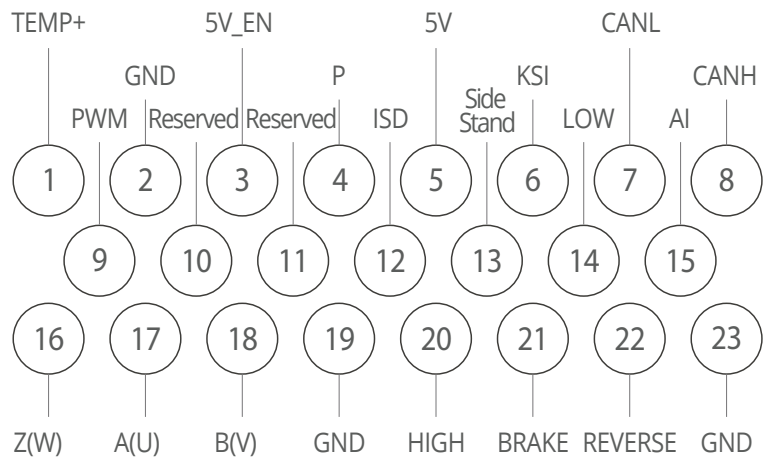 TEMP+ 5V_EN 5V CANL
GND P KSI CANH
PWM Reserved Reserved ISD Side Stand LOW AI
1 2 3 4 5 6 7 8
9 10 11 12 13 14 15
16 17 18 19 20 21 22 23
Z(W) A(U) B(V) GND HIGH BRAKE REVERSE GND